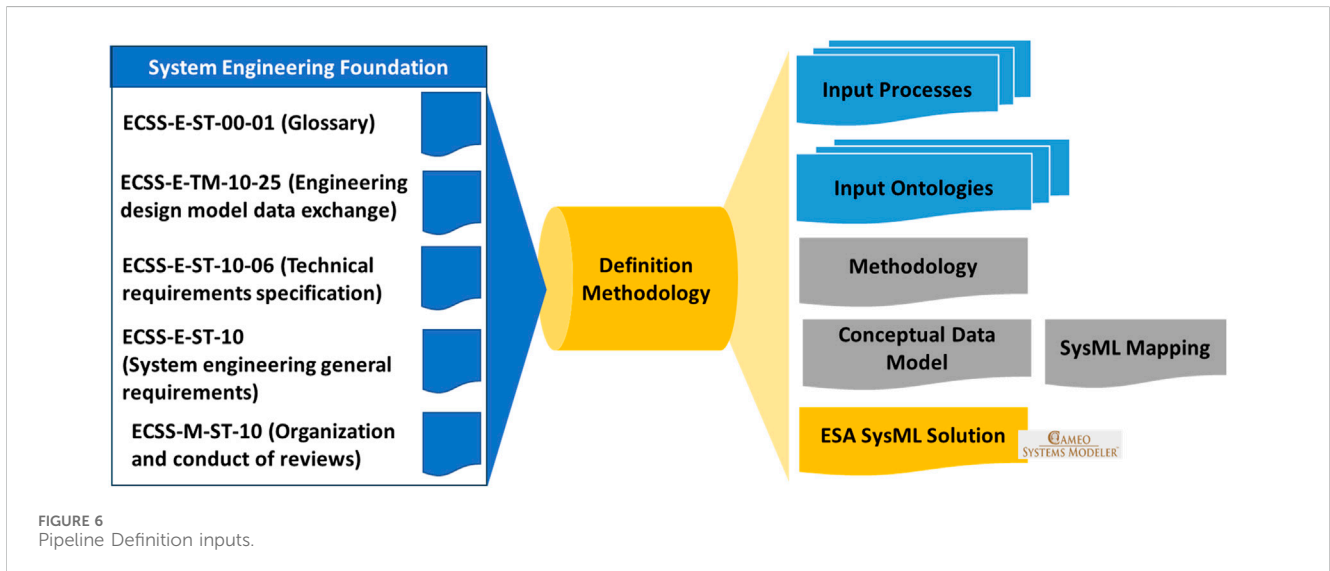 System Engineering Foundation
ECSS-E-ST-00-01 (Glossary)
ECSS-E-TM-10-25 (Engineering
design model data exchange)
ECSS-E-ST-10-06 (Technical
requirements specification)
ECSS-E-ST-10
(System engineering general
requirements)
ECSS-M-ST-10 (Organization
and conduct of reviews)
Definition
Methodology
Input Processes
Input Ontologies
Methodology
Conceptual Data
Model
SysML Mapping
ESA SysML Solution
CAMEO
SYSTEMS MODELER™
FIGURE 6
Pipeline Definition inputs.